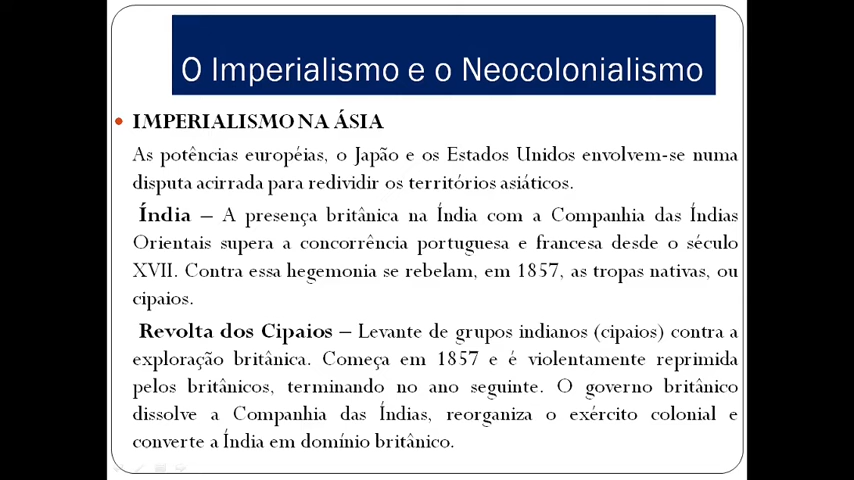 O Imperialismo e o Neocolonialismo
• IMPERIALISMO NA ÁSIA
As potências européias, o Japão e os Estados Unidos envolvem-se numa
disputa acirrada para redividir os territórios asiáticos.
Índia – A presença britânica na Índia com a Companhia das Índias
Orientais supera a concorrência portuguesa e francesa desde o século
XVII. Contra essa hegemonia se rebelam, em 1857, as tropas nativas, ou
cipaios.
Revolta dos Cipaios – Levante de grupos indianos (cipaios) contra a
exploração britânica. Começa em 1857 e é violentamente reprimida
pelos britânicos, terminando no ano seguinte. O governo britânico
dissolve a Companhia das Índias, reorganiza o exército colonial e
converte a Índia em domínio britânico.